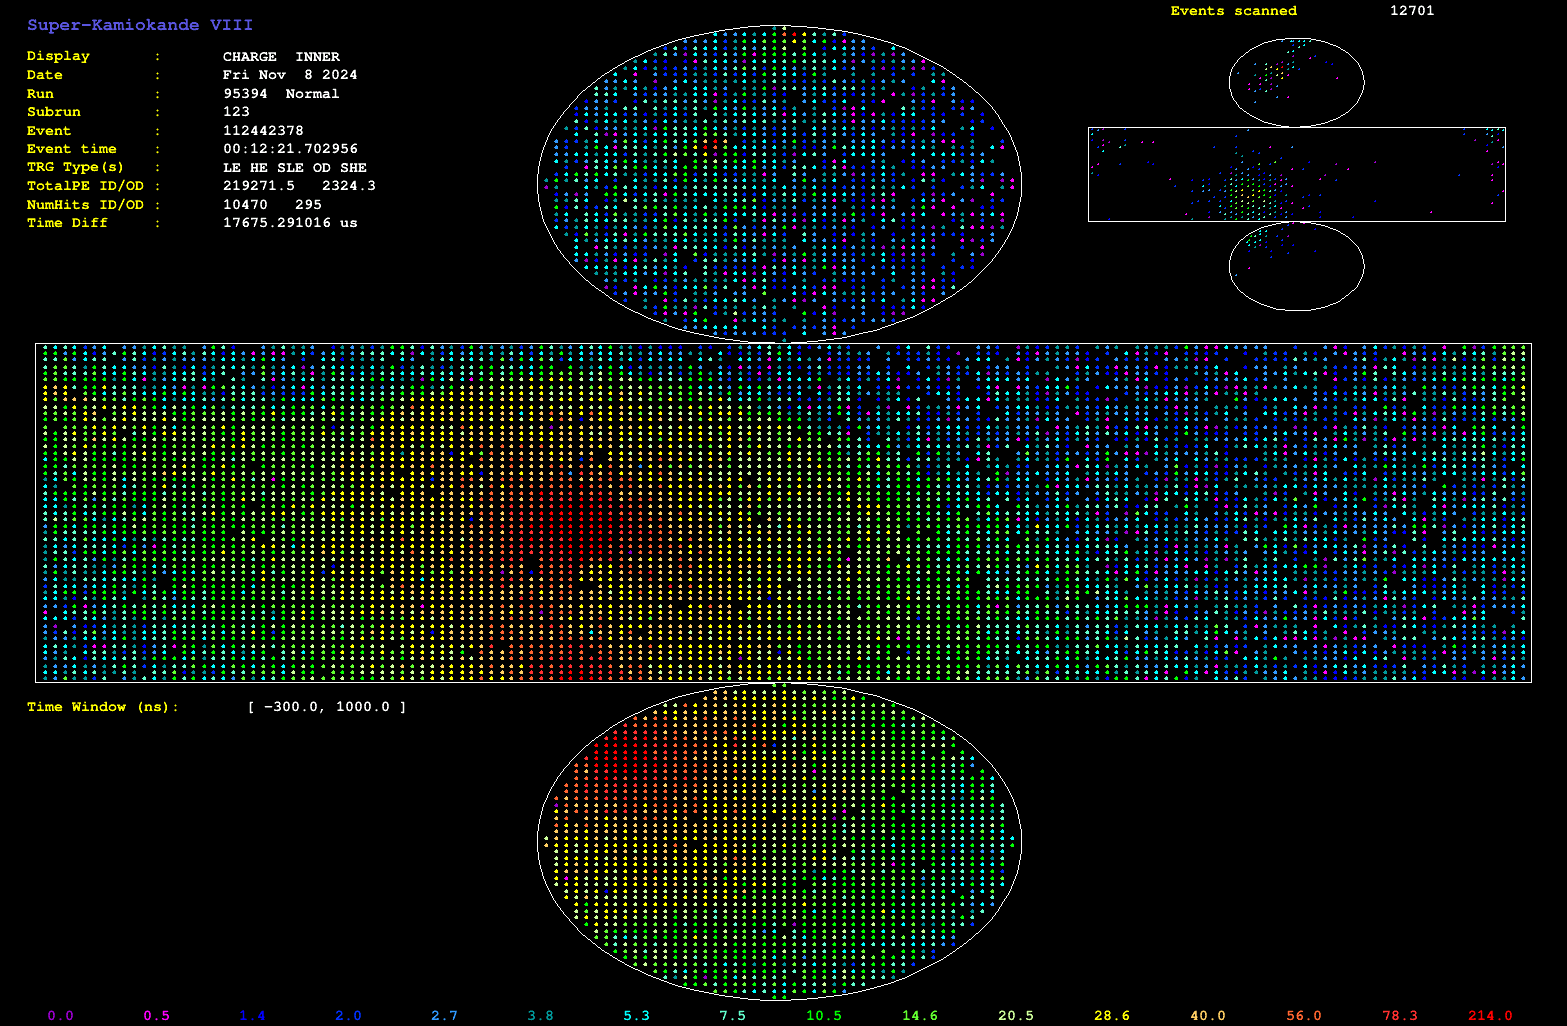 Super-Kamiokande VIII
Events scanned 12701
Display : CHARGE INNER
Date : Fri Nov 8 2024
Run : 95394 Normal
Subrun : 123
Event : 112442378
Event time : 00:12:21.702956
TRG Type(s) : LE HE SLE OD SHE
TotalPE ID/OD : 219271.5 2324.3
NumHits ID/OD : 10470 295
Time Diff : 17675.291016 us
Time Window (ns): [ -300.0, 1000.0 ]
0.0 0.5 1.4 2.0 2.7 3.8 5.3 7.5 10.5 14.6 20.5 28.6 40.0 56.0 78.3 214.0